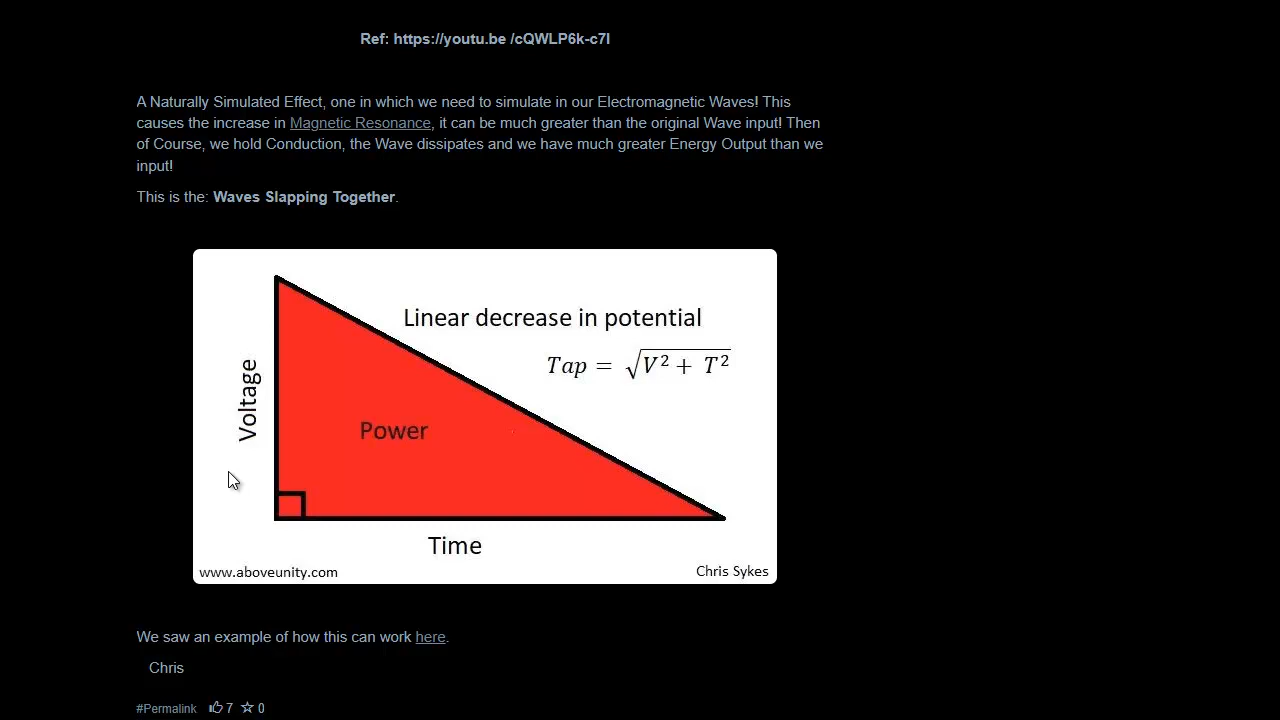 Ref: https://youtu.be /cQWLP6k-c7I
A Naturally Simulated Effect, one in which we need to simulate in our Electromagnetic Waves! This
causes the increase in Magnetic Resonance, it can be much greater than the original Wave input! Then
of Course, we hold Conduction, the Wave dissipates and we have much greater Energy Output than we
input!
This is the: Waves Slapping Together.
Linear decrease in potential
Tap = √V² + T²
Voltage
Power
Time
www.aboveunity.com
Chris Sykes
We saw an example of how this can work here.
Chris
#Permalink 7 0